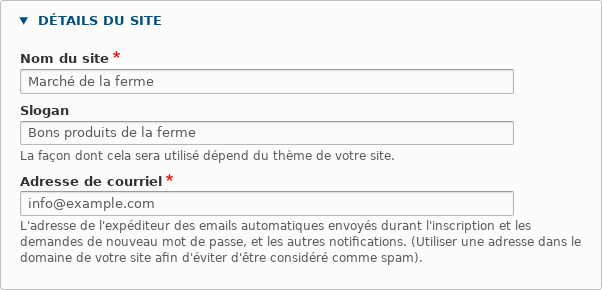 DÉTAILS DU SITE
Nom du site *
Marché de la ferme
Slogan
Bons produits de la ferme
La façon dont cela sera utilisé dépend du thème de votre site.
Adresse de courriel *
info@example.com
L'adresse de l'expéditeur des emails automatiques envoyés durant l'inscription et les
demandes de nouveau mot de passe, et les autres notifications. (Utiliser une adresse dans le
domaine de votre site afin d'éviter d'être considéré comme spam).